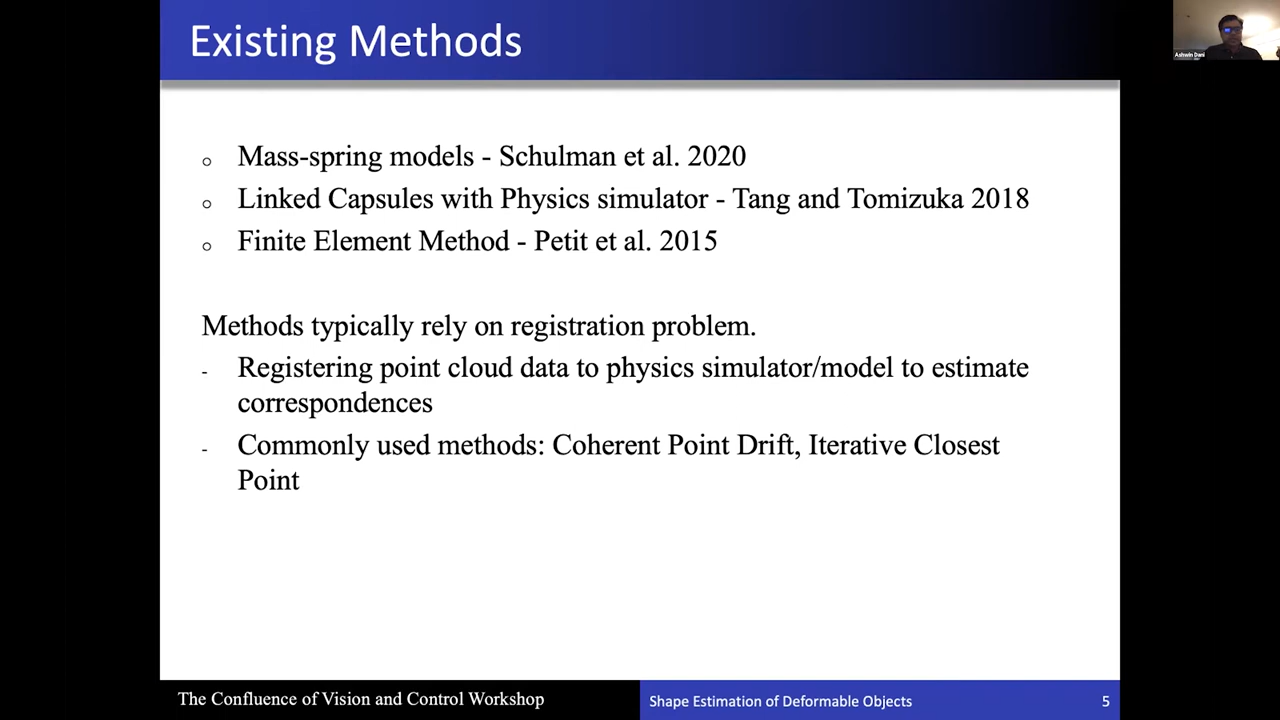 Existing Methods
Ashwin Dani
o Mass-spring models - Schulman et al. 2020
o Linked Capsules with Physics simulator - Tang and Tomizuka 2018
o Finite Element Method - Petit et al. 2015
Methods typically rely on registration problem.
- Registering point cloud data to physics simulator/model to estimate
correspondences
- Commonly used methods: Coherent Point Drift, Iterative Closest
Point
The Confluence of Vision and Control Workshop
Shape Estimation of Deformable Objects
5